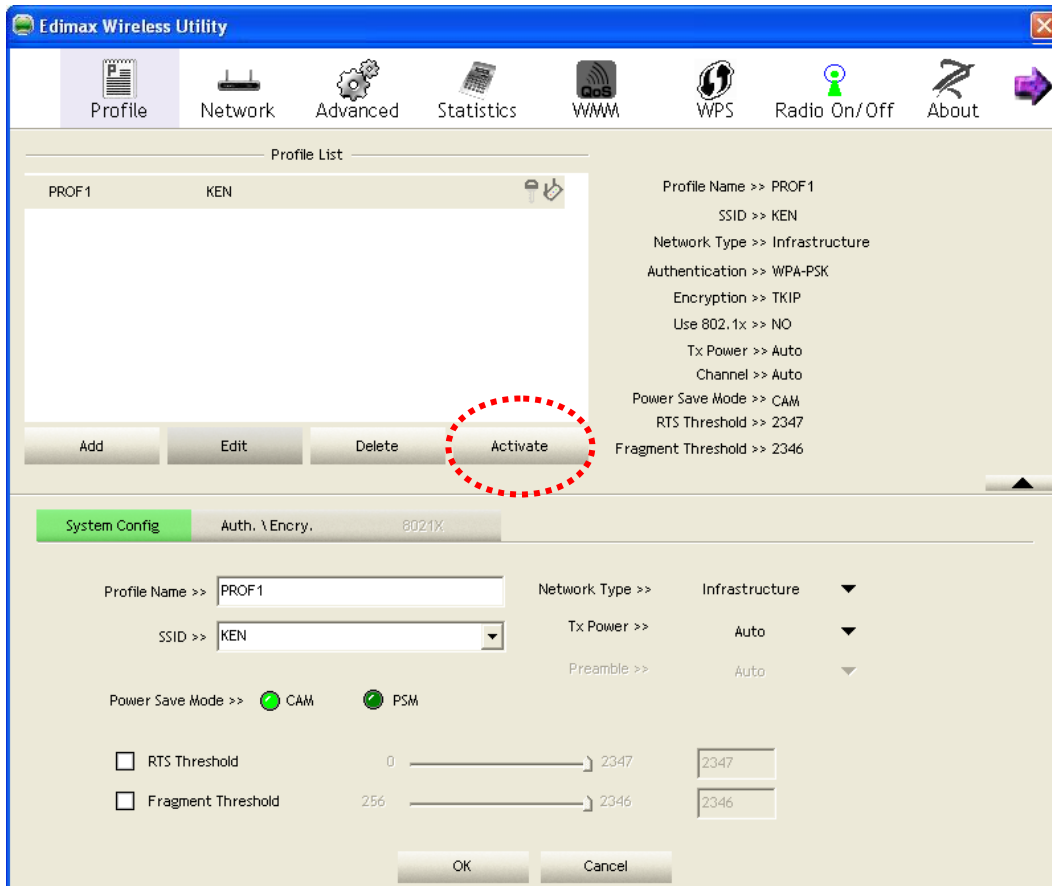 Edimax Wireless Utility
Profile Network Advanced Statistics WMM WPS Radio On/Off About
QoS
Profile List
PROF1 KEN
Add Edit Delete Activate
Profile Name >> PROF1
SSID >> KEN
Network Type >> Infrastructure
Authentication >> WPA-PSK
Encryption >> TKIP
Use 802.1x >> NO
Tx Power >> Auto
Channel >> Auto
Power Save Mode >> CAM
RTS Threshold >> 2347
Fragment Threshold >> 2346
System Config Auth. \ Encry. 8021X
Profile Name >> PROF1 Network Type >> Infrastructure
SSID >> KEN Tx Power >> Auto
Preamble >> Auto
Power Save Mode >> CAM PSM
RTS Threshold 0 2347 2347
Fragment Threshold 256 2346 2346
OK Cancel